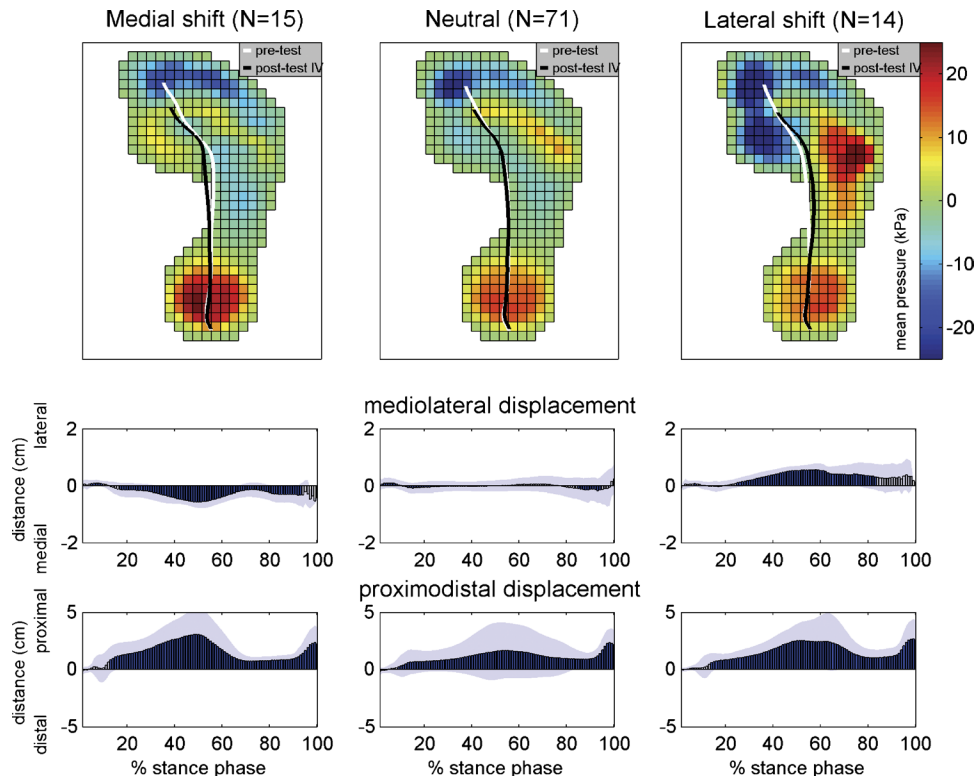 Medial shift (N=15)
Neutral (N=71)
Lateral shift (N=14)
pre-test
post-test IV
pre-test
post-test IV
pre-test
post-test IV
mean pressure (kPa)
20
10
0
-10
-20
mediolateral displacement
distance (cm)
medial
lateral
2
0
-2
20 40 60 80 100
2
0
-2
20 40 60 80 100
2
0
-2
20 40 60 80 100
proximodistal displacement
distance (cm)
distal
proximal
5
0
-5
20 40 60 80 100
% stance phase
5
0
-5
20 40 60 80 100
% stance phase
5
0
-5
20 40 60 80 100
% stance phase